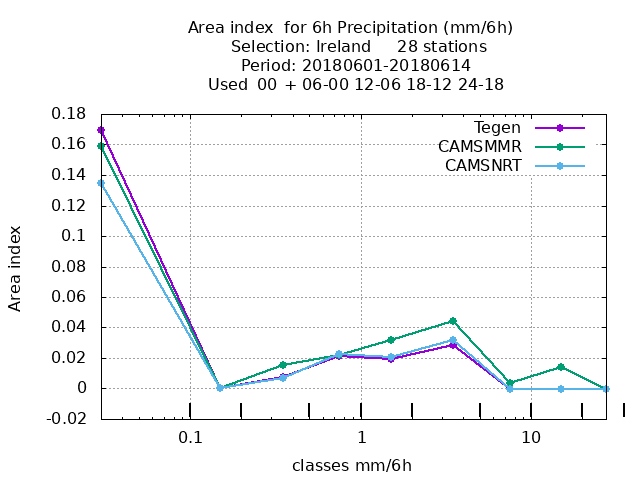 Area index  for 6h Precipitation (mm/6h)
Selection: Ireland     28 stations
Period: 20180601-20180614
Used  00  + 06-00 12-06 18-12 24-18
0.18
0.16
0.14
0.12
0.1
0.08
0.06
0.04
0.02
0
-0.02
Area index
Tegen
CAMSMMR
CAMSNRT
0.1 1 10
classes mm/6h